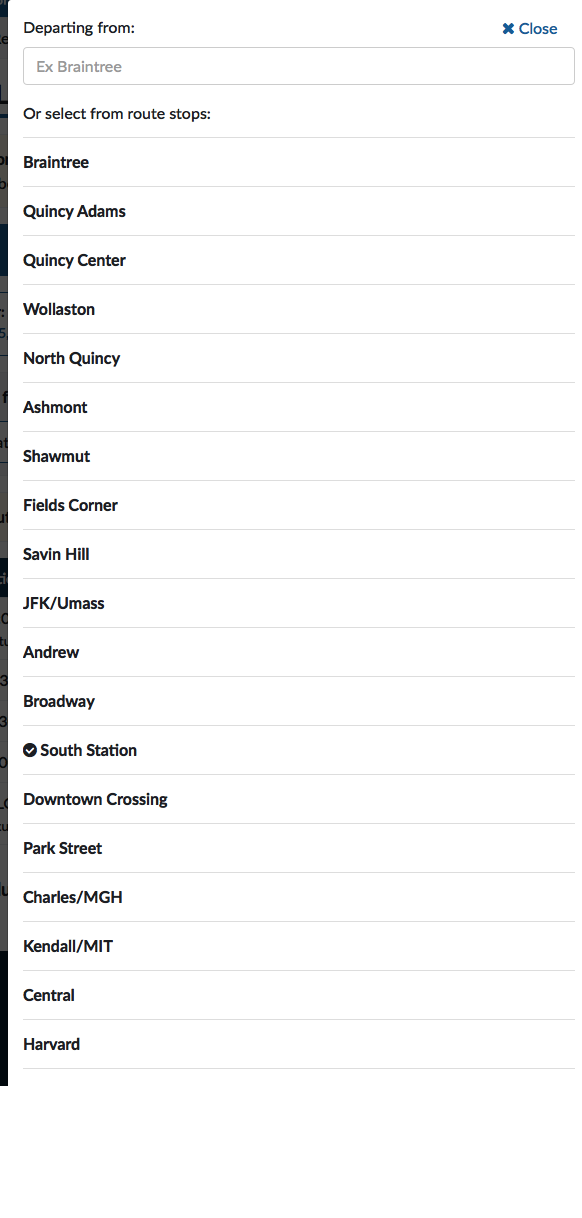 Departing from:
Close
Ex Braintree
Or select from route stops:
Braintree
Quincy Adams
Quincy Center
Wollaston
North Quincy
Ashmont
Shawmut
Fields Corner
Savin Hill
JFK/Umass
Andrew
Broadway
South Station
Downtown Crossing
Park Street
Charles/MGH
Kendall/MIT
Central
Harvard